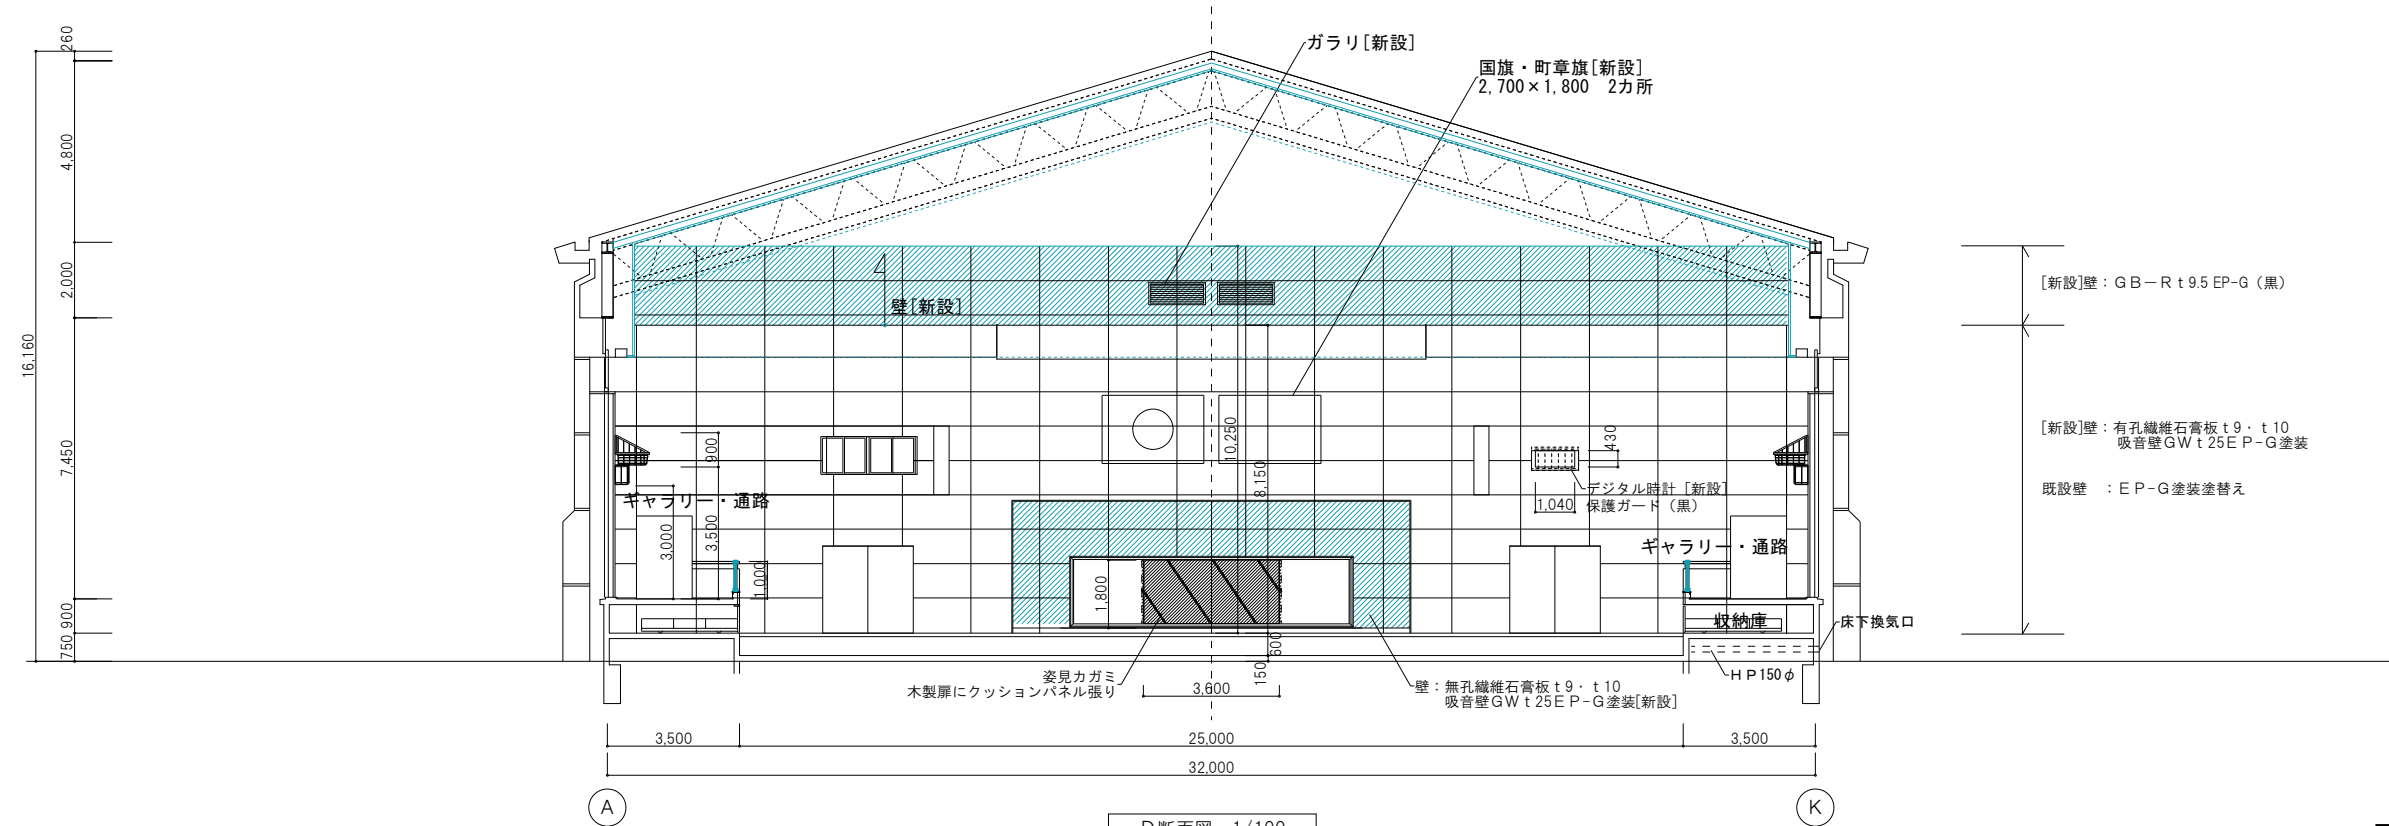 ガラリ[新設]
国旗・町章旗[新設]
2,700×1,800 2カ所
260
4,800
2,000
16,160
7,450
900
750
壁[新設]
[新設]壁：GB－Rｔ9.5 EP-G（黒）
[新設]壁：有孔繊維石膏板ｔ9・ｔ10
吸音壁GWｔ25EP-G塗装
既設壁 ：EP-G塗装塗替え
10,250
8,150
900
430
デジタル時計 [新設]
保護ガード（黒）
1,040
ギャラリー・通路
3,000
3,500
1,000
ギャラリー・通路
1,800
収納庫
床下換気口
HP150φ
600
150
姿見カガミ
木製扉にクッションパネル張り
3,600
壁：無孔繊維石膏板ｔ9・ｔ10
吸音壁GWｔ25EP-G塗装[新設]
3,500
25,000
3,500
32,000
A
K
D断面図 1/100